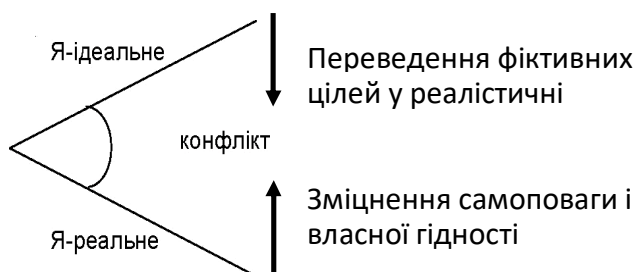 Я-ідеальне
Переведення фіктивних
цілей у реалістичні
конфлікт
Зміцнення самоповаги і
власної гідності
Я-реальне